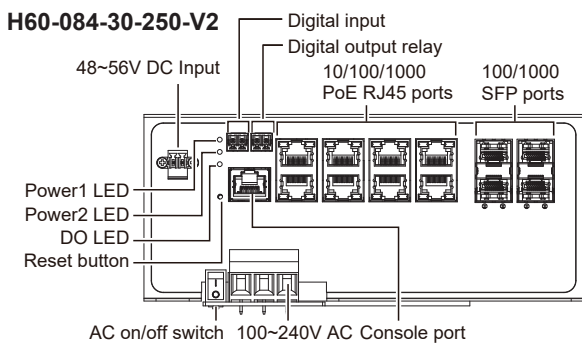 H60-084-30-250-V2
Digital input
Digital output relay
48~56V DC Input
10/100/1000
PoE RJ45 ports
100/1000
SFP ports
Power1 LED
Power2 LED
DO LED
Reset button
AC on/off switch
100~240V AC
Console port